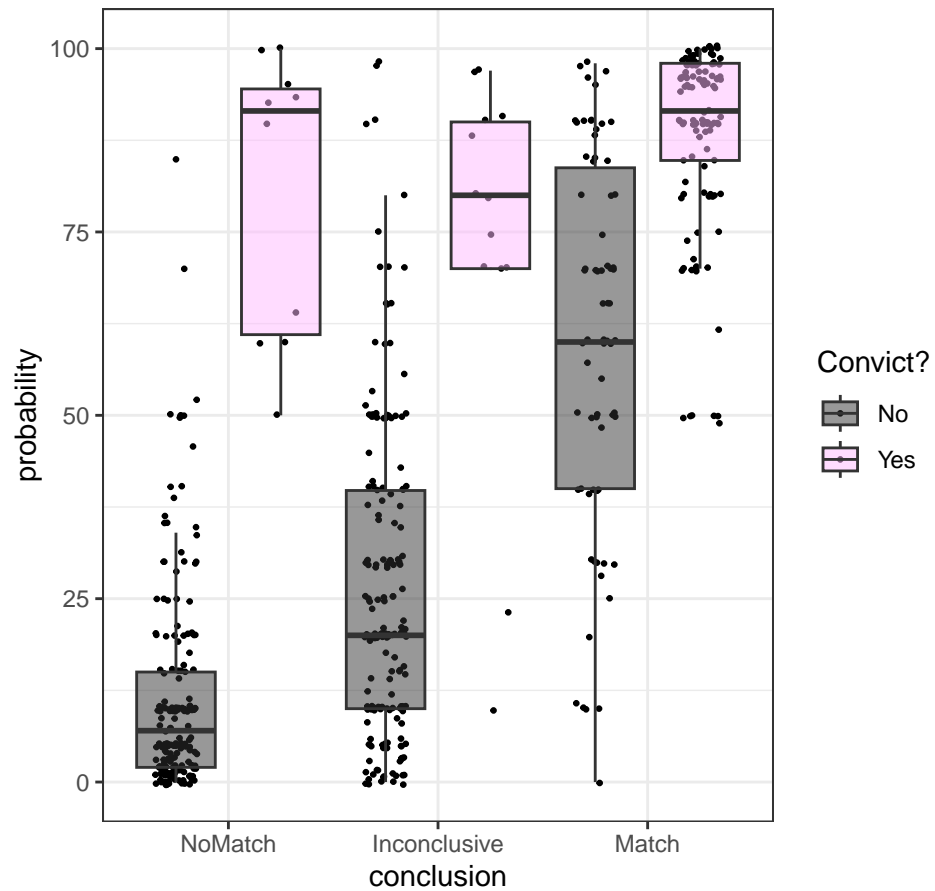 100
75
50
25
0
probability
NoMatch
Inconclusive
Match
conclusion
Convict?
No
Yes